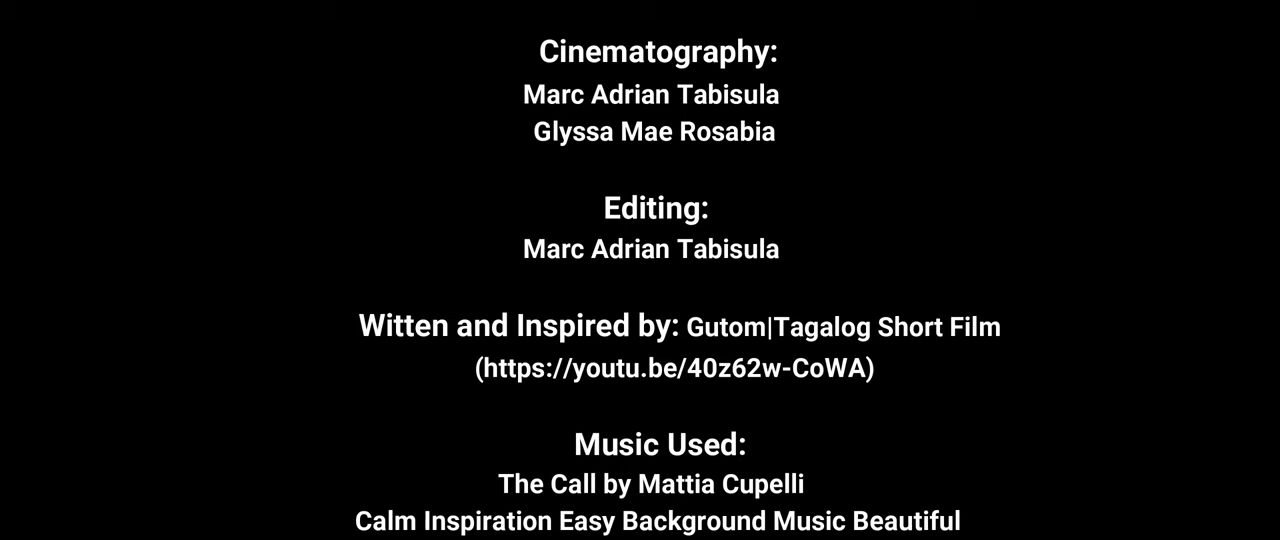 Cinematography:
Marc Adrian Tabisula
Glyssa Mae Rosabia
Editing:
Marc Adrian Tabisula
Witten and Inspired by: Gutom|Tagalog Short Film
(https://youtu.be/40z62w-CoWA)
Music Used:
The Call by Mattia Cupelli
Calm Inspiration Easy Background Music Beautiful